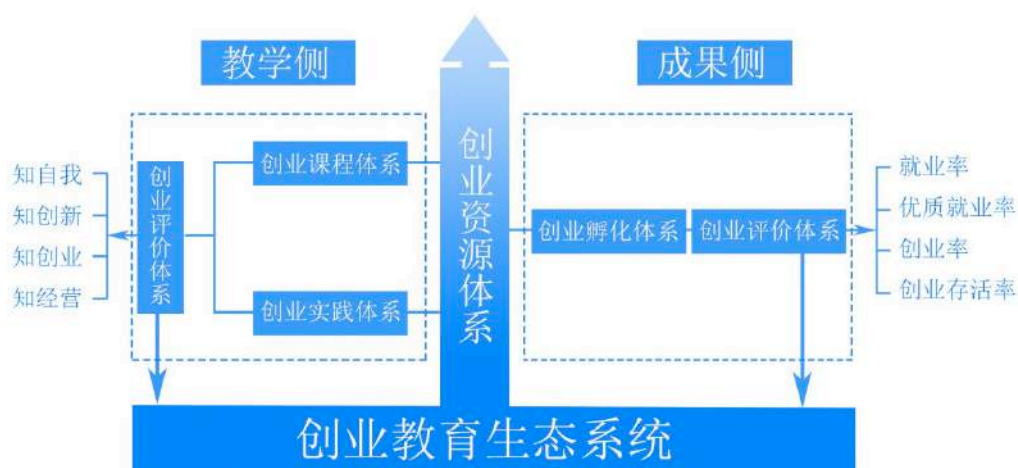 教学侧
成果侧
创业资源体系
创业课程体系
创业实践体系
创业评价体系
知自我
知创新
知创业
知经营
创业孵化体系
创业评价体系
就业率
优质就业率
创业率
创业存活率
创业教育生态系统